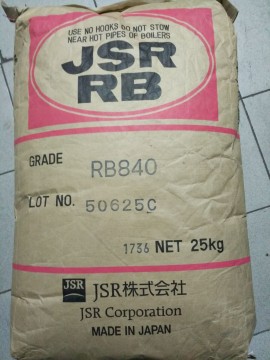 USE NO HOOKS DO NOT STOW
NEAR HOT PIPES OF BOILERS
JSR
RB
GRADE RB840
LOT NO. 50625C
1736 NET 25kg
JSR JSR株式会社
JSR Corporation
MADE IN JAPAN